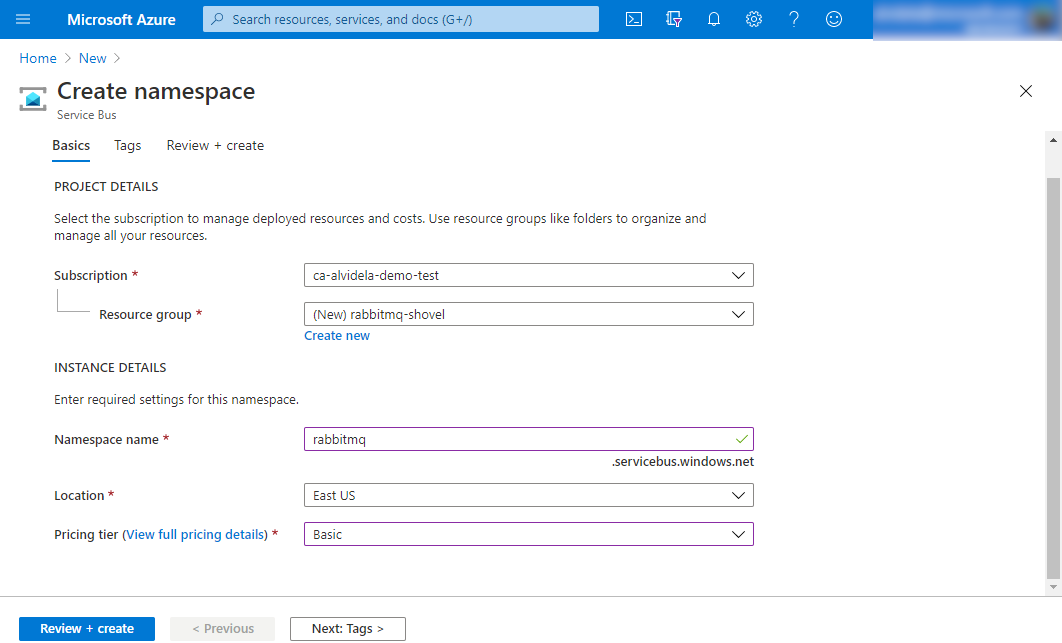 Microsoft Azure
Search resources, services, and docs (G+/)
Home > New >
Create namespace
Service Bus
Basics Tags Review + create
PROJECT DETAILS
Select the subscription to manage deployed resources and costs. Use resource groups like folders to organize and
manage all your resources.
Subscription * ca-alvidela-demo-test
Resource group * (New) rabbitmq-shovel
Create new
INSTANCE DETAILS
Enter required settings for this namespace.
Namespace name * rabbitmq
.servicebus.windows.net
Location * East US
Pricing tier (View full pricing details) * Basic
Review + create < Previous Next: Tags >